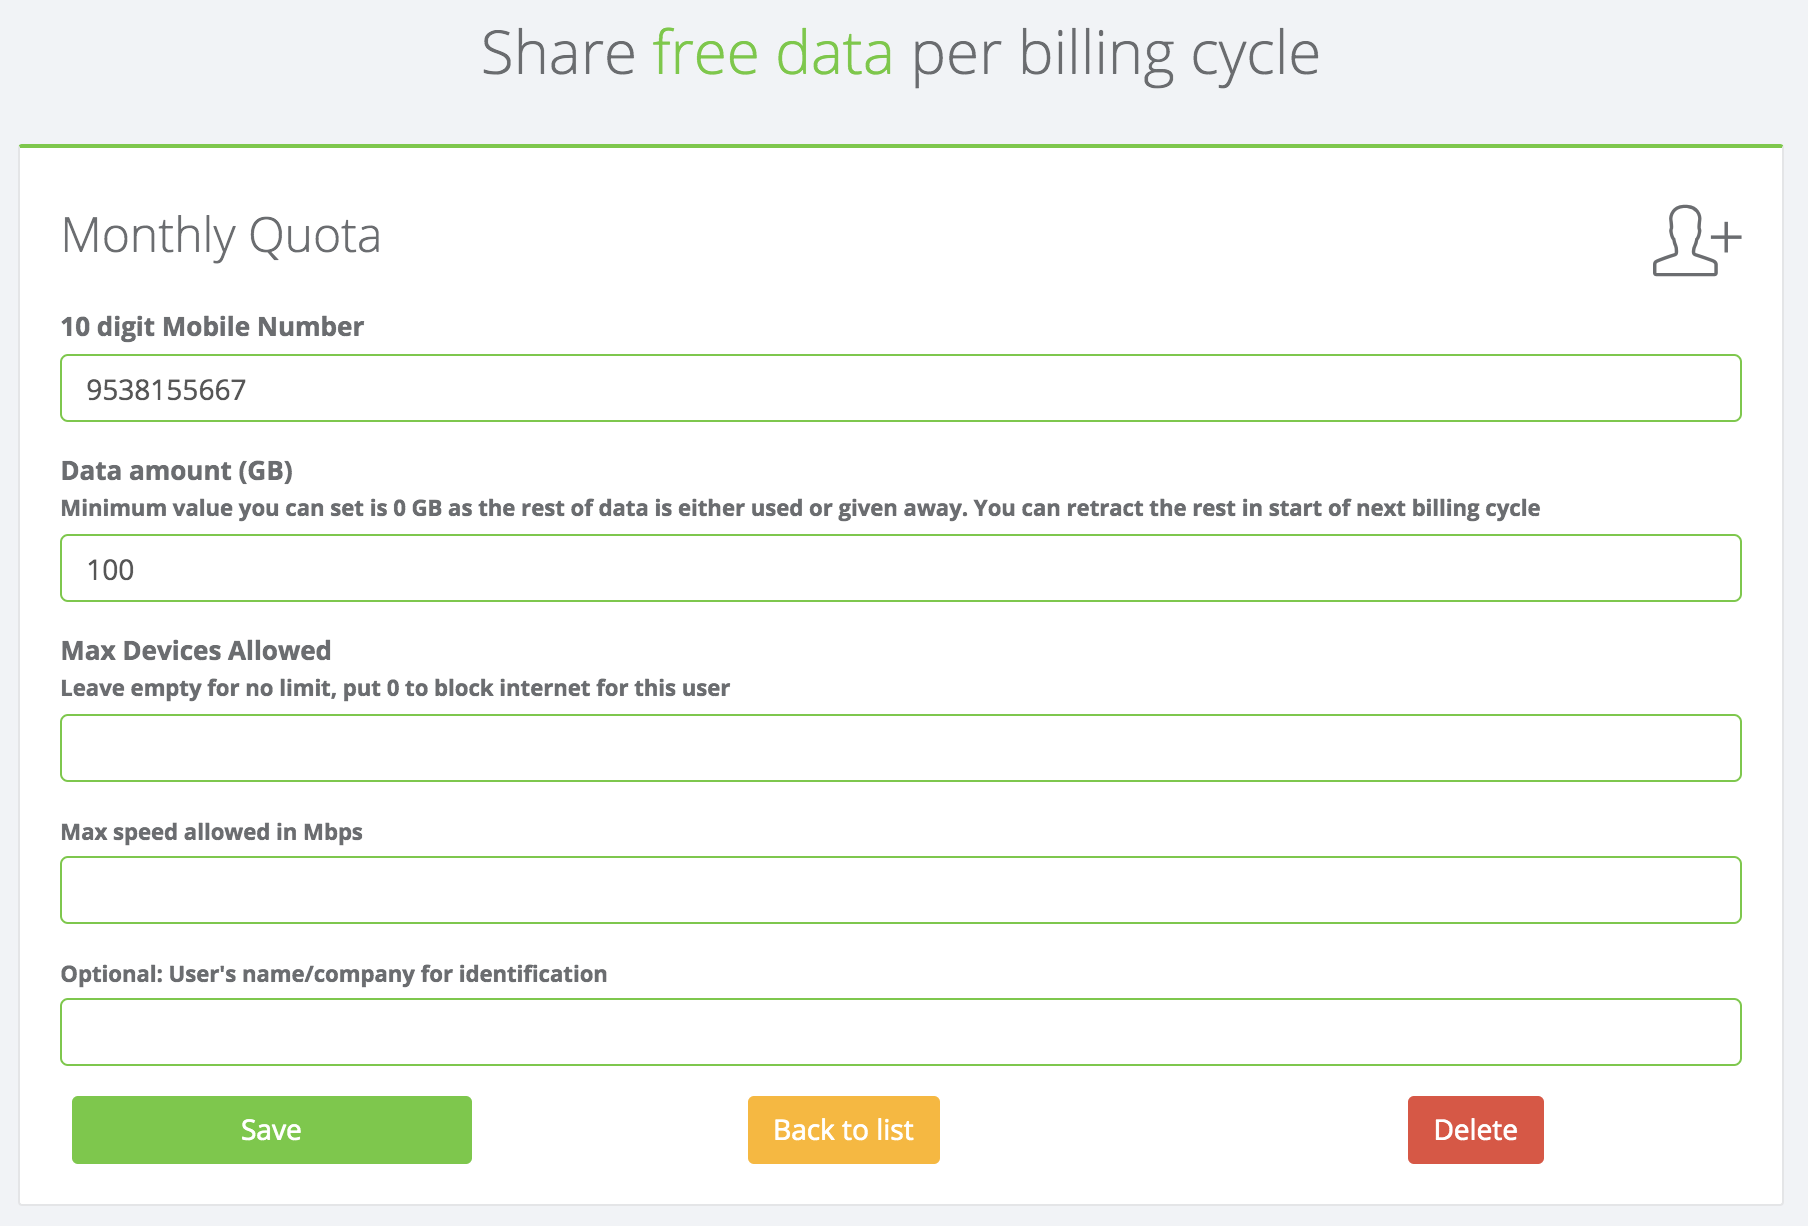 Share free data per billing cycle
Monthly Quota
10 digit Mobile Number
9538155667
Data amount (GB)
Minimum value you can set is 0 GB as the rest of data is either used or given away. You can retract the rest in start of next billing cycle
100
Max Devices Allowed
Leave empty for no limit, put 0 to block internet for this user
Max speed allowed in Mbps
Optional: User's name/company for identification
Save
Back to list
Delete